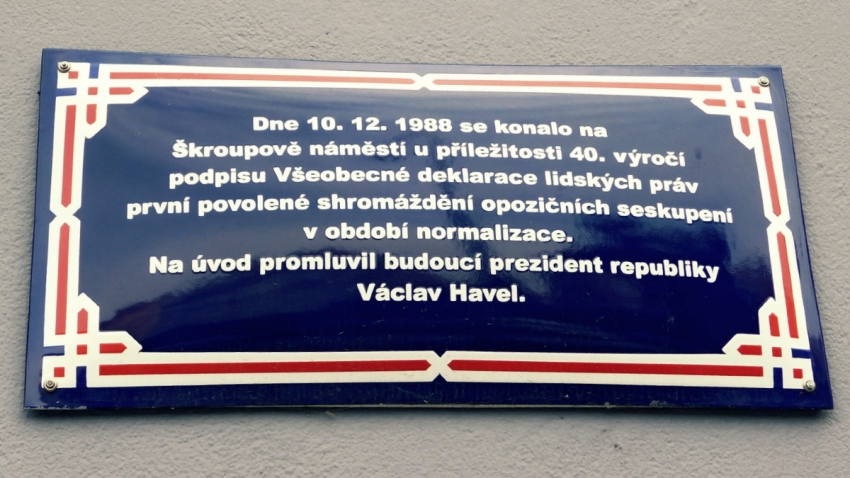 Dne 10. 12. 1988 se konalo na
Škroupově náměstí u příležitosti 40. výročí
podpisu Všeobecné deklarace lidských práv
první povolené shromáždění opozičních seskupení
v období normalizace.
Na úvod promluvil budoucí prezident republiky
Václav Havel.